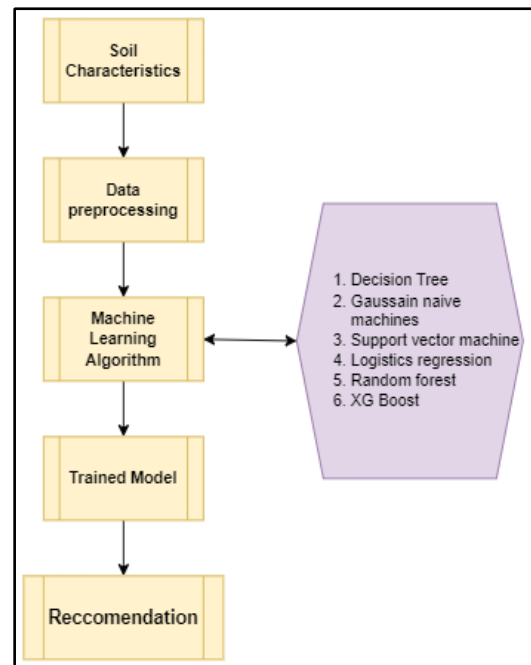 Soil
Characteristics
Data
preprocessing
Machine
Learning
Algorithm
1. Decision Tree
2. Gaussain naive
machines
3. Support vector machine
4. Logistics regression
5. Random forest
6. XG Boost
Trained Model
Reccomendation